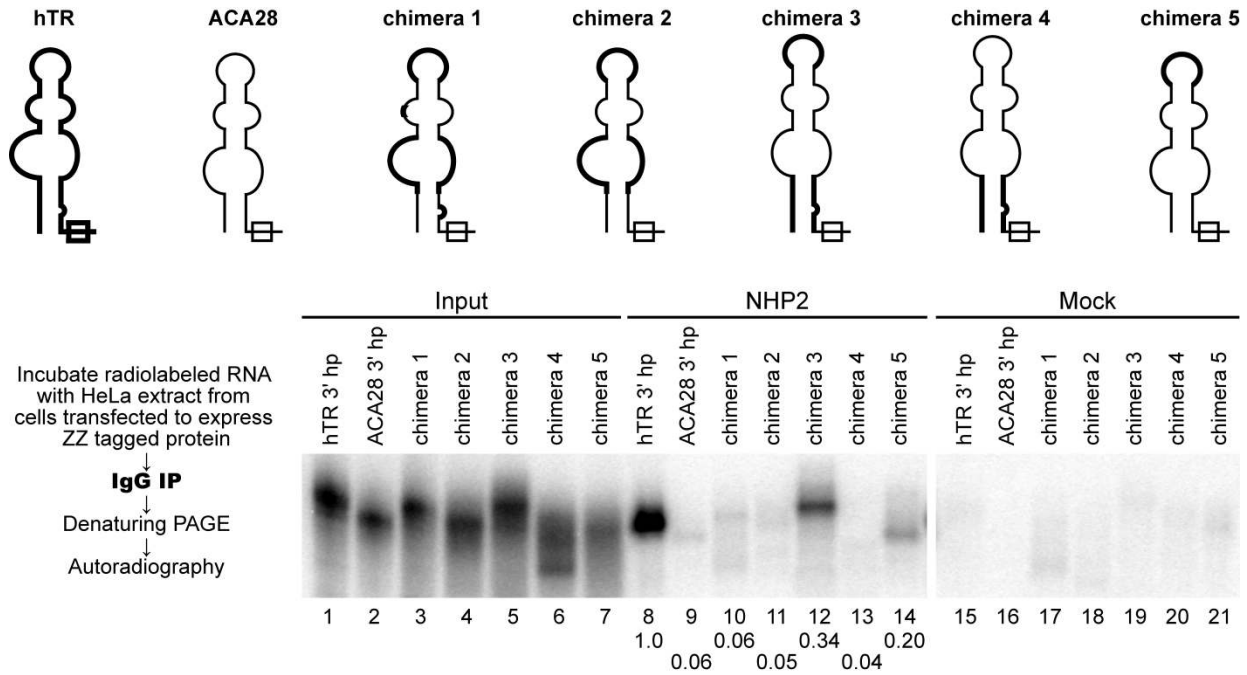 hTR ACA28 chimera 1 chimera 2 chimera 3 chimera 4 chimera 5
Input NHP2 Mock
hTR 3' hp ACA28 3' hp chimera 1 chimera 2 chimera 3 chimera 4 chimera 5 hTR 3' hp ACA28 3' hp chimera 1 chimera 2 chimera 3 chimera 4 chimera 5 hTR 3' hp ACA28 3' hp chimera 1 chimera 2 chimera 3 chimera 4 chimera 5
Incubate radiolabeled RNA
with HeLa extract from
cells transfected to express
ZZ tagged protein
↓
IgG IP
↓
Denaturing PAGE
↓
Autoradiography
1 2 3 4 5 6 7 8 9 10 11 12 13 14 15 16 17 18 19 20 21
1.0 0.06 0.34 0.20
0.06 0.05 0.04